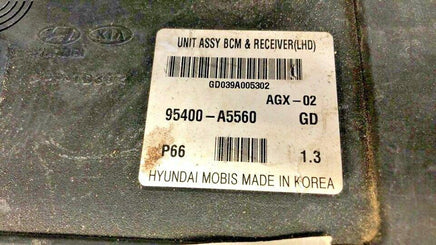 KIA
UNIT ASSY BCM & RECEIVER(LHD)
GD039A005302
AGX-02
95400-A5560 GD
P66 1.3
HYUNDAI MOBIS MADE IN KOREA